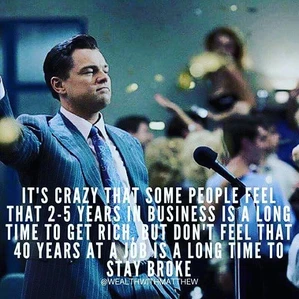 IT'S CRAZY THAT SOME PEOPLE FEEL
THAT 2-5 YEARS IN BUSINESS IS A LONG
TIME TO GET RICH, BUT DON'T FEEL THAT
40 YEARS AT A JOB IS A LONG TIME TO
STAY BROKE
@WEALTHWITHMATTHEW